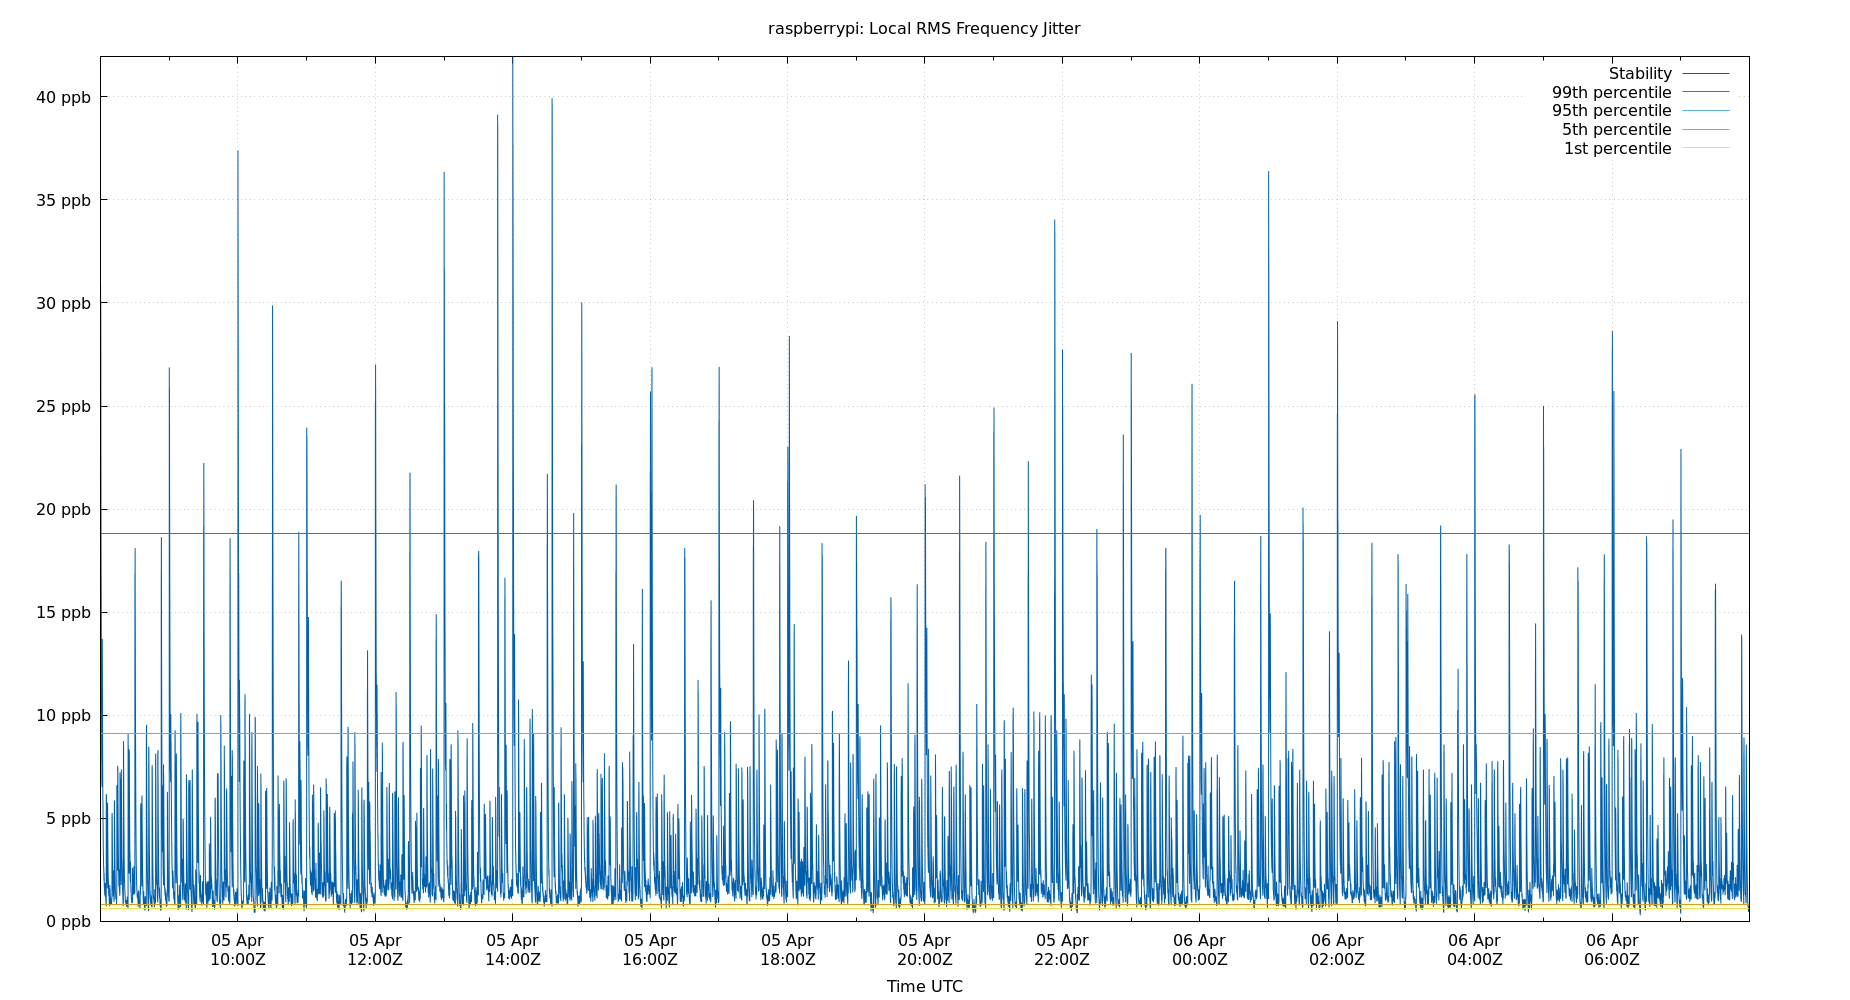 raspberrypi: Local RMS Frequency Jitter
Stability
99th percentile
95th percentile
5th percentile
1st percentile
40 ppb
35 ppb
30 ppb
25 ppb
20 ppb
15 ppb
10 ppb
5 ppb
0 ppb
05 Apr 05 Apr 05 Apr 05 Apr 05 Apr 05 Apr 05 Apr 06 Apr 06 Apr 06 Apr 06 Apr
10:00Z 12:00Z 14:00Z 16:00Z 18:00Z 20:00Z 22:00Z 00:00Z 02:00Z 04:00Z 06:00Z
Time UTC